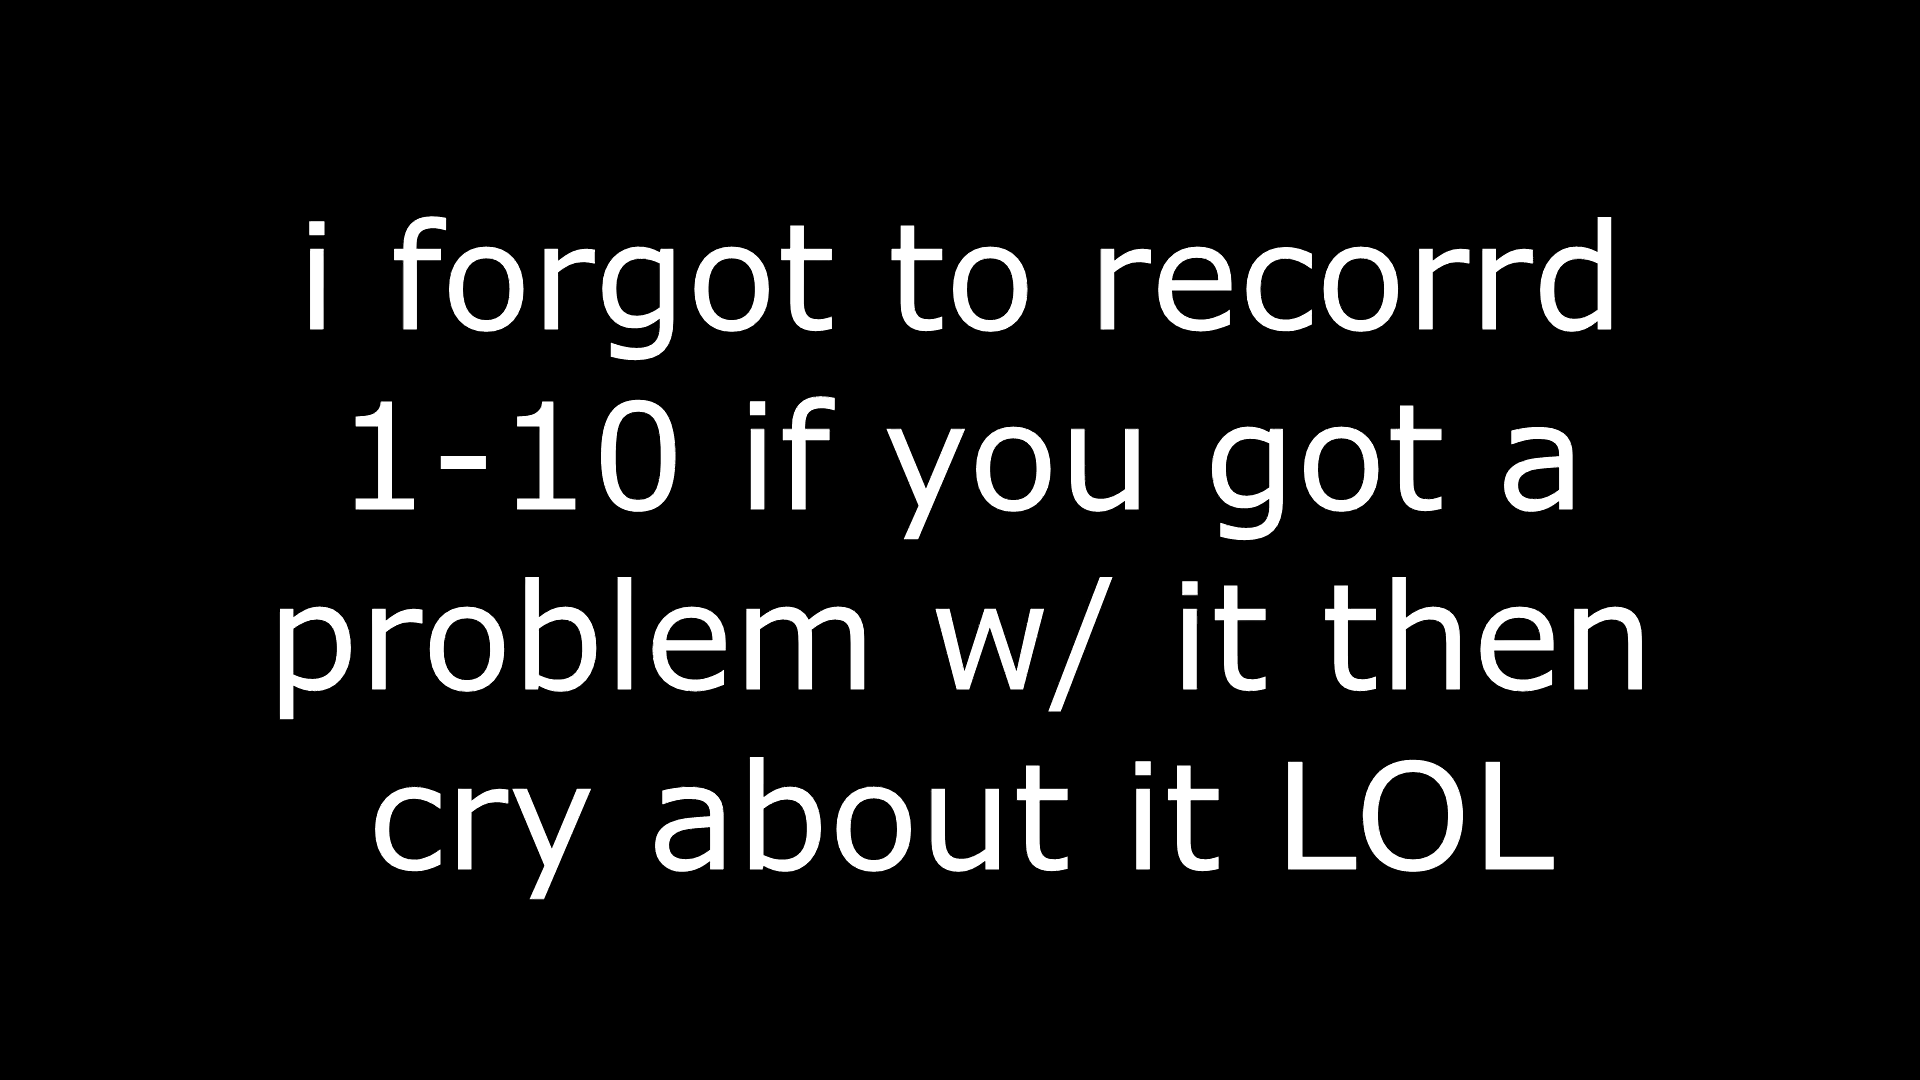 i forgot to recorrd
1-10 if you got a
problem w/ it then
cry about it LOL